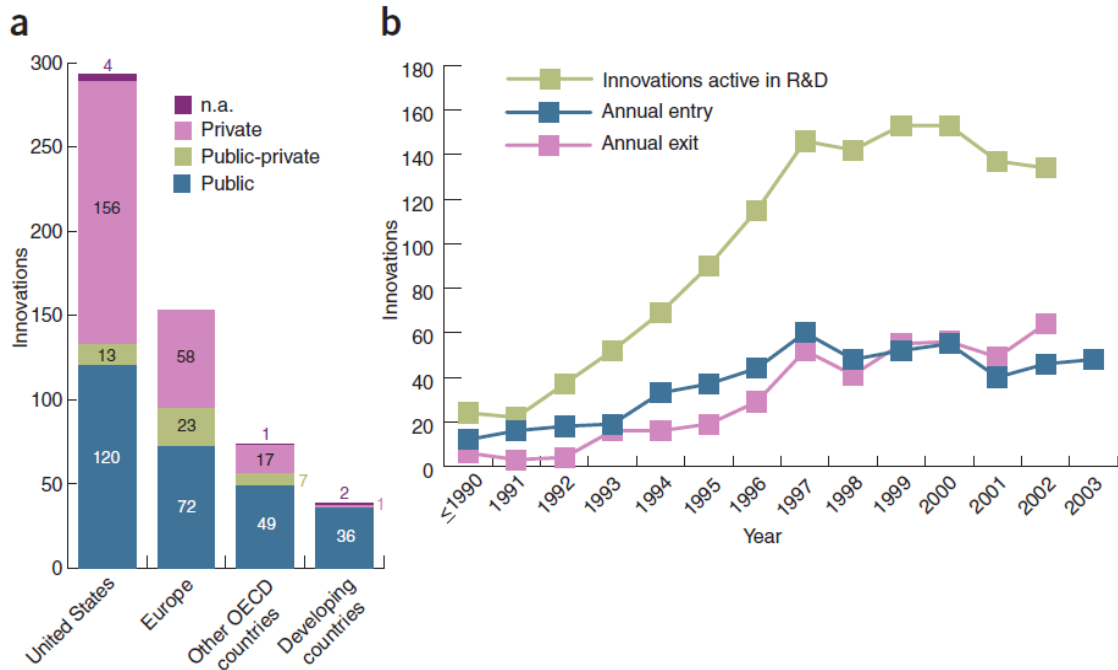 a
300
250
200
150
100
50
0
Innovations
n.a.
Private
Public-private
Public
4
156
13
120
58
23
72
1
17
7
49
2
1
36
United States
Europe
Other OECD
countries
Developing
countries
b
180
160
140
120
100
80
60
40
20
0
Innovations
Innovations active in R&D
Annual entry
Annual exit
≤1990
1991
1992
1993
1994
1995
1996
1997
1998
1999
2000
2001
2002
2003
Year